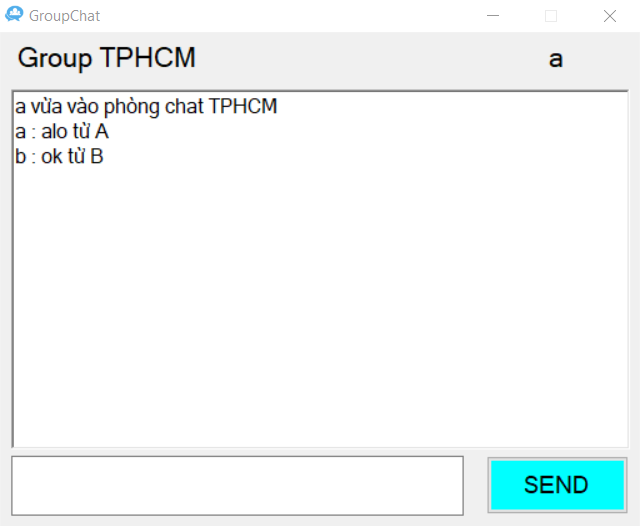 GroupChat
Group TPHCM
a
a vừa vào phòng chat TPHCM
a : alo từ A
b : ok từ B
SEND